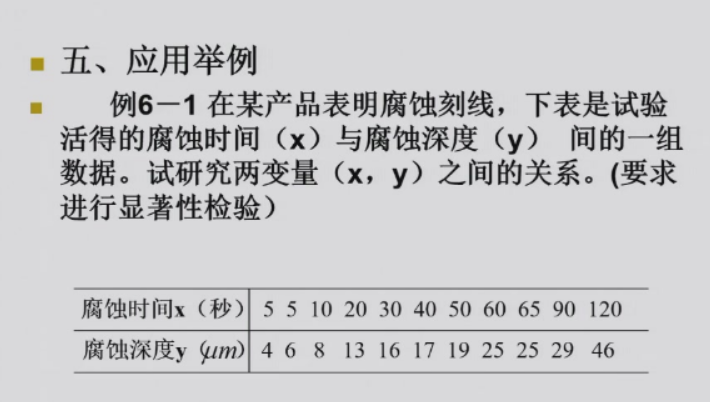 五、应用举例
例6－1 在某产品表明腐蚀刻线，下表是试验
活得的腐蚀时间（x）与腐蚀深度（y） 间的一组
数据。试研究两变量（x，y）之间的关系。(要求
进行显著性检验）
腐蚀时间x（秒） 5 5 10 20 30 40 50 60 65 90 120
腐蚀深度y (μm) 4 6 8 13 16 17 19 25 25 29 46